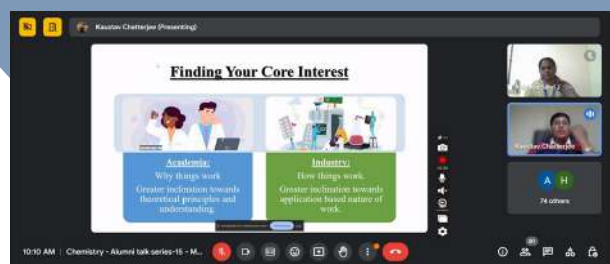 Kaustav Chatterjee (Presenting)
Finding Your Core Interest
Academia:
Why things work
Greater inclination towards
theoretical principles and
understanding.
Industry:
How things work.
Greater inclination towards
application based nature of
work.
Kaustav Chatterjee
A H
74 others
10:10 AM | Chemistry - Alumni talk series-15 - M...